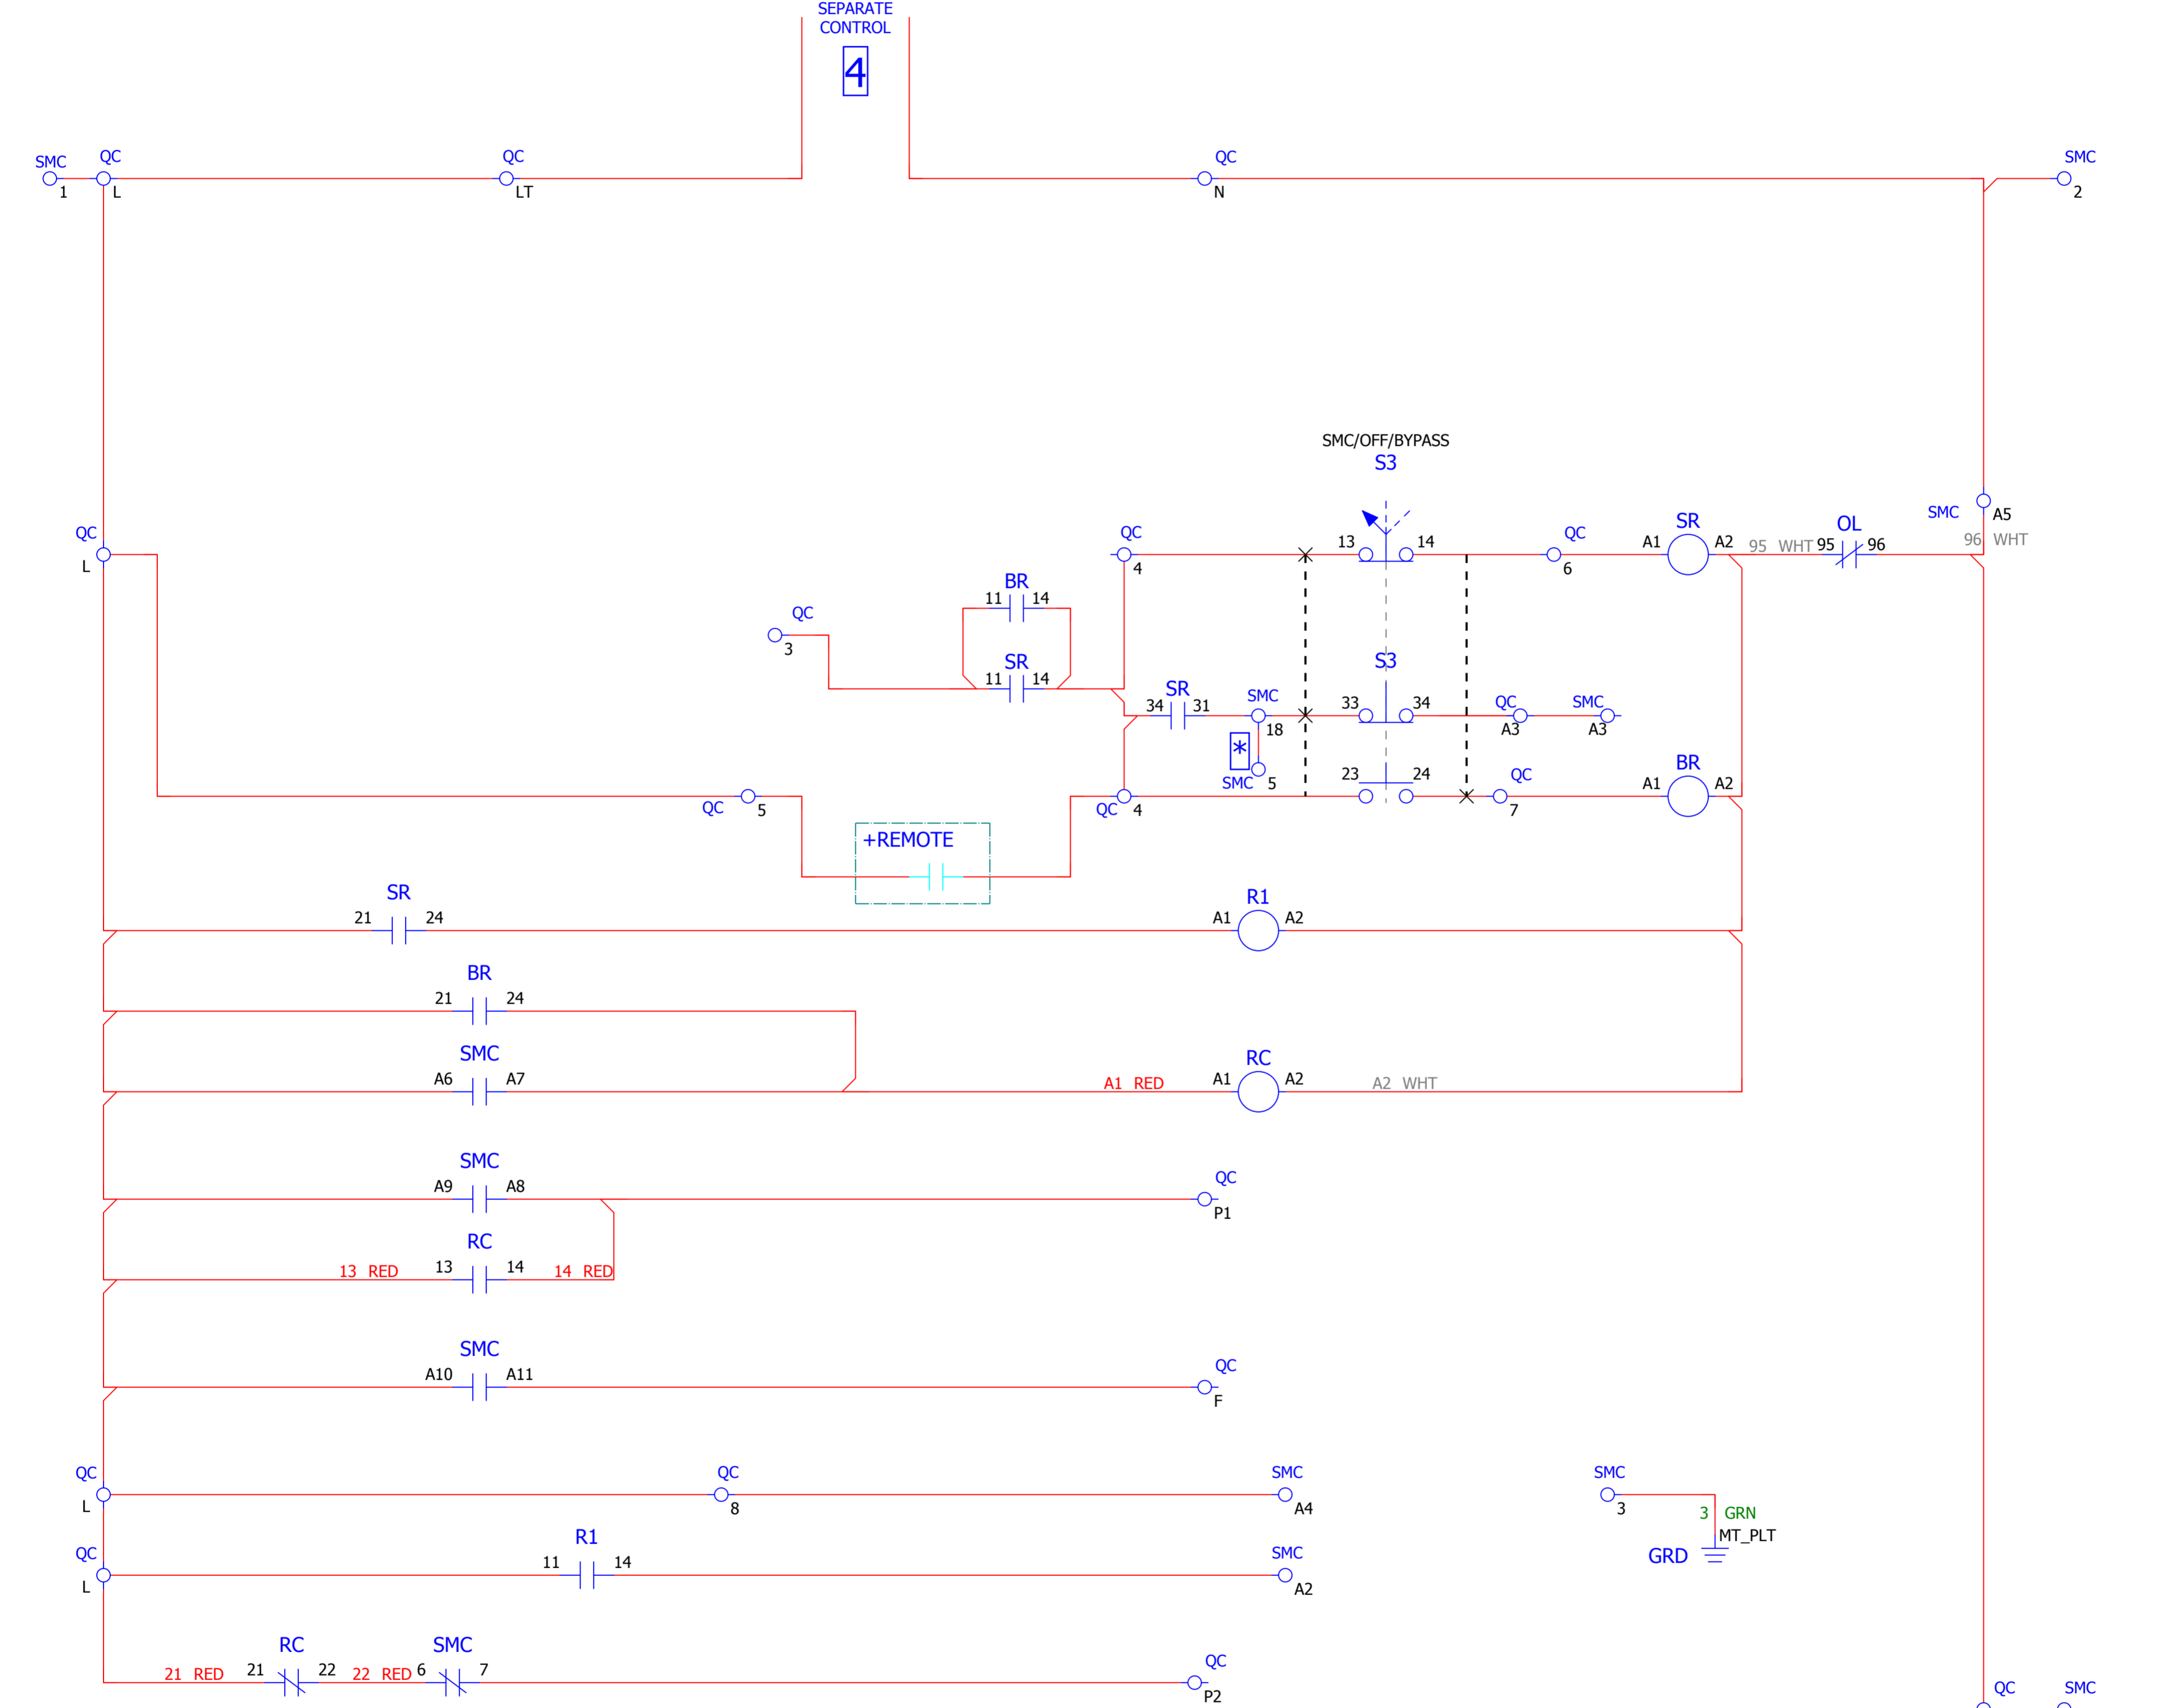 SEPARATE
CONTROL
4
SMC
QC
QC
QC
SMC
1
L
LT
N
2
SMC/OFF/BYPASS
S3
SMC
A5
96 WHT
QC
L
QC
4
13
14
QC
6
SR
A1
A2
95 WHT
OL
95
96
BR
11
14
QC
3
SR
11
14
S3
SR
34
31
SMC
18
33
34
QC
A3
SMC
A3
*
SMC
5
23
24
QC
7
BR
A1
A2
QC
5
QC
4
+REMOTE
SR
21
24
R1
A1
A2
BR
21
24
SMC
A6
A7
A1 RED
RC
A1
A2
A2 WHT
SMC
A9
A8
QC
P1
RC
13 RED
13
14
14 RED
SMC
A10
A11
QC
F
QC
L
QC
8
SMC
A4
SMC
3
3 GRN
MT_PLT
GRD
QC
L
R1
11
14
SMC
A2
RC
21 RED
21
22
22 RED
SMC
6
7
QC
P2
QC
SMC